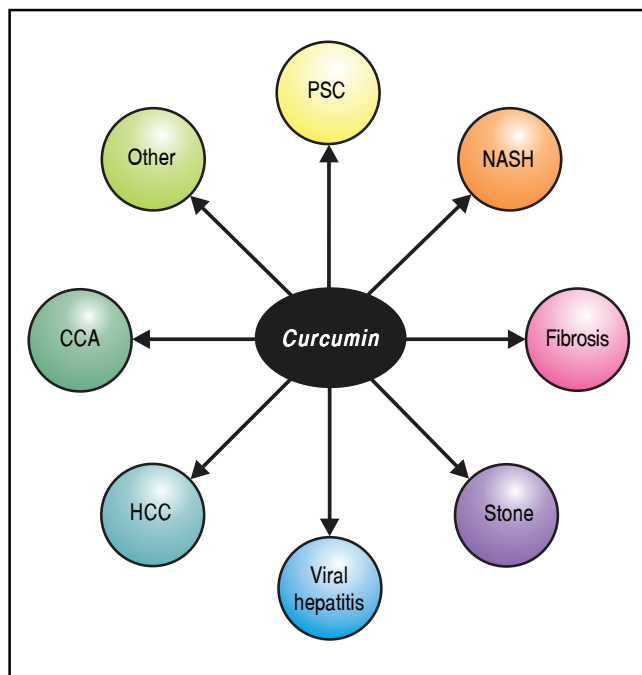 PSC
Other
NASH
CCA
Curcumin
Fibrosis
HCC
Stone
Viral
hepatitis